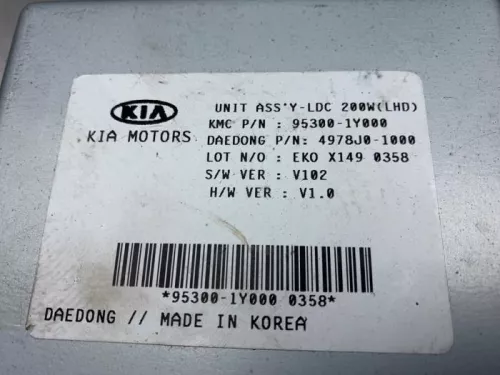 KIA
KIA MOTORS
UNIT ASS'Y-LDC 200W(LHD)
KMC P/N : 95300-1Y000
DAEDONG P/N: 4978J0-1000
LOT N/O : EKO X149 0358
S/W VER : V102
H/W VER : V1.0
*95300-1Y000 0358*
DAEDONG // MADE IN KOREA